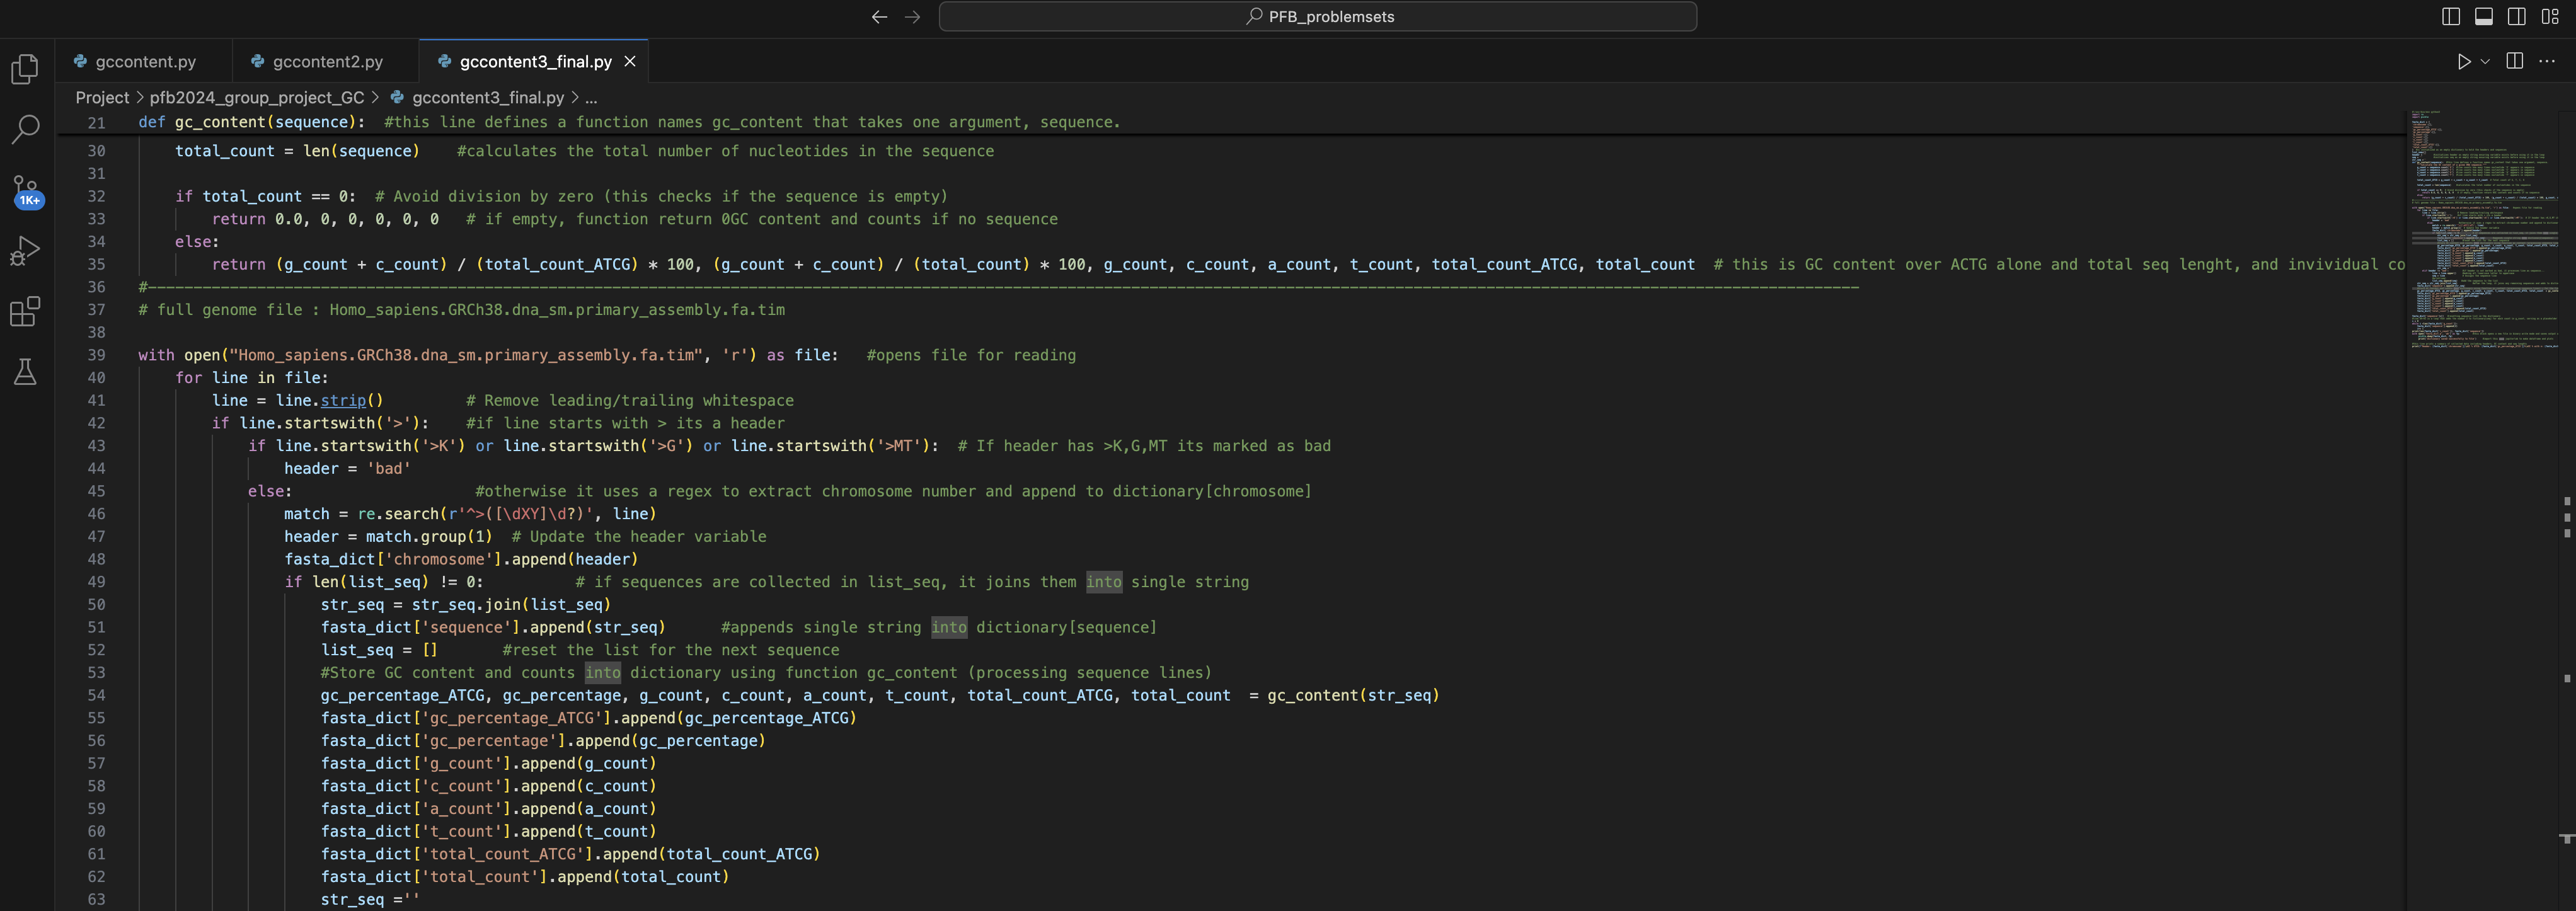 PFB_problemsets
gccontent.py
gccontent2.py
gccontent3_final.py
Project > pfb2024_group_project_GC > gccontent3_final.py > ...
1K+
21 def gc_content(sequence):  #this line defines a function names gc_content that takes one argument, sequence.
30     total_count = len(sequence)    #calculates the total number of nucleotides in the sequence
31
32     if total_count == 0:  # Avoid division by zero (this checks if the sequence is empty)
33         return 0.0, 0, 0, 0, 0, 0   # if empty, function return 0GC content and counts if no sequence
34     else:
35         return (g_count + c_count) / (total_count_ATCG) * 100, (g_count + c_count) / (total_count) * 100, g_count, c_count, a_count, t_count, total_count_ATCG, total_count  # this is GC content over ACTG alone and total seq lenght, and invividual co
36 #
37 # full genome file : Homo_sapiens.GRCh38.dna_sm.primary_assembly.fa.tim
38
39 with open("Homo_sapiens.GRCh38.dna_sm.primary_assembly.fa.tim", 'r') as file:   #opens file for reading
40     for line in file:
41         line = line.strip()         # Remove leading/trailing whitespace
42         if line.startswith('>'):    #if line starts with > its a header
43             if line.startswith('>K') or line.startswith('>G') or line.startswith('>MT'):  # If header has >K,G,MT its marked as bad
44                 header = 'bad'
45             else:                    #otherwise it uses a regex to extract chromosome number and append to dictionary[chromosome]
46                 match = re.search(r'^>([\dXY]\d?)', line)
47                 header = match.group(1)  # Update the header variable
48                 fasta_dict['chromosome'].append(header)
49                 if len(list_seq) != 0:          # if sequences are collected in list_seq, it joins them into single string
50                     str_seq = str_seq.join(list_seq)
51                     fasta_dict['sequence'].append(str_seq)      #appends single string into dictionary[sequence]
52                     list_seq = []       #reset the list for the next sequence
53                     #Store GC content and counts into dictionary using function gc_content (processing sequence lines)
54                     gc_percentage_ATCG, gc_percentage, g_count, c_count, a_count, t_count, total_count_ATCG, total_count  = gc_content(str_seq)
55                     fasta_dict['gc_percentage_ATCG'].append(gc_percentage_ATCG)
56                     fasta_dict['gc_percentage'].append(gc_percentage)
57                     fasta_dict['g_count'].append(g_count)
58                     fasta_dict['c_count'].append(c_count)
59                     fasta_dict['a_count'].append(a_count)
60                     fasta_dict['t_count'].append(t_count)
61                     fasta_dict['total_count_ATCG'].append(total_count_ATCG)
62                     fasta_dict['total_count'].append(total_count)
63                     str_seq =''